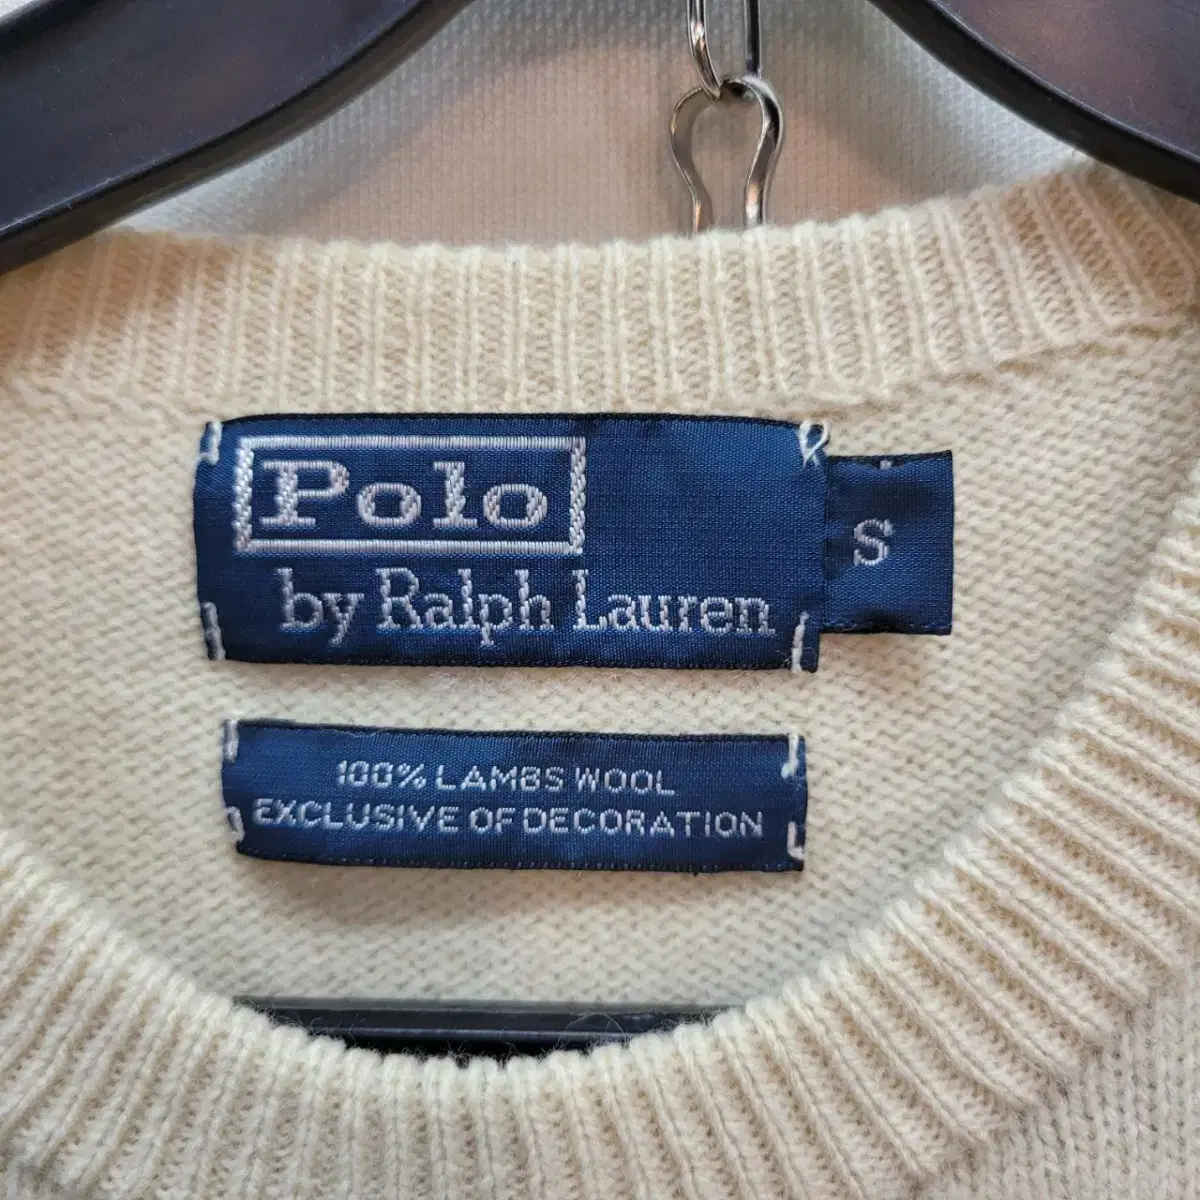 Polo
by Ralph Lauren
S
100% LAMBS WOOL
EXCLUSIVE OF DECORATION